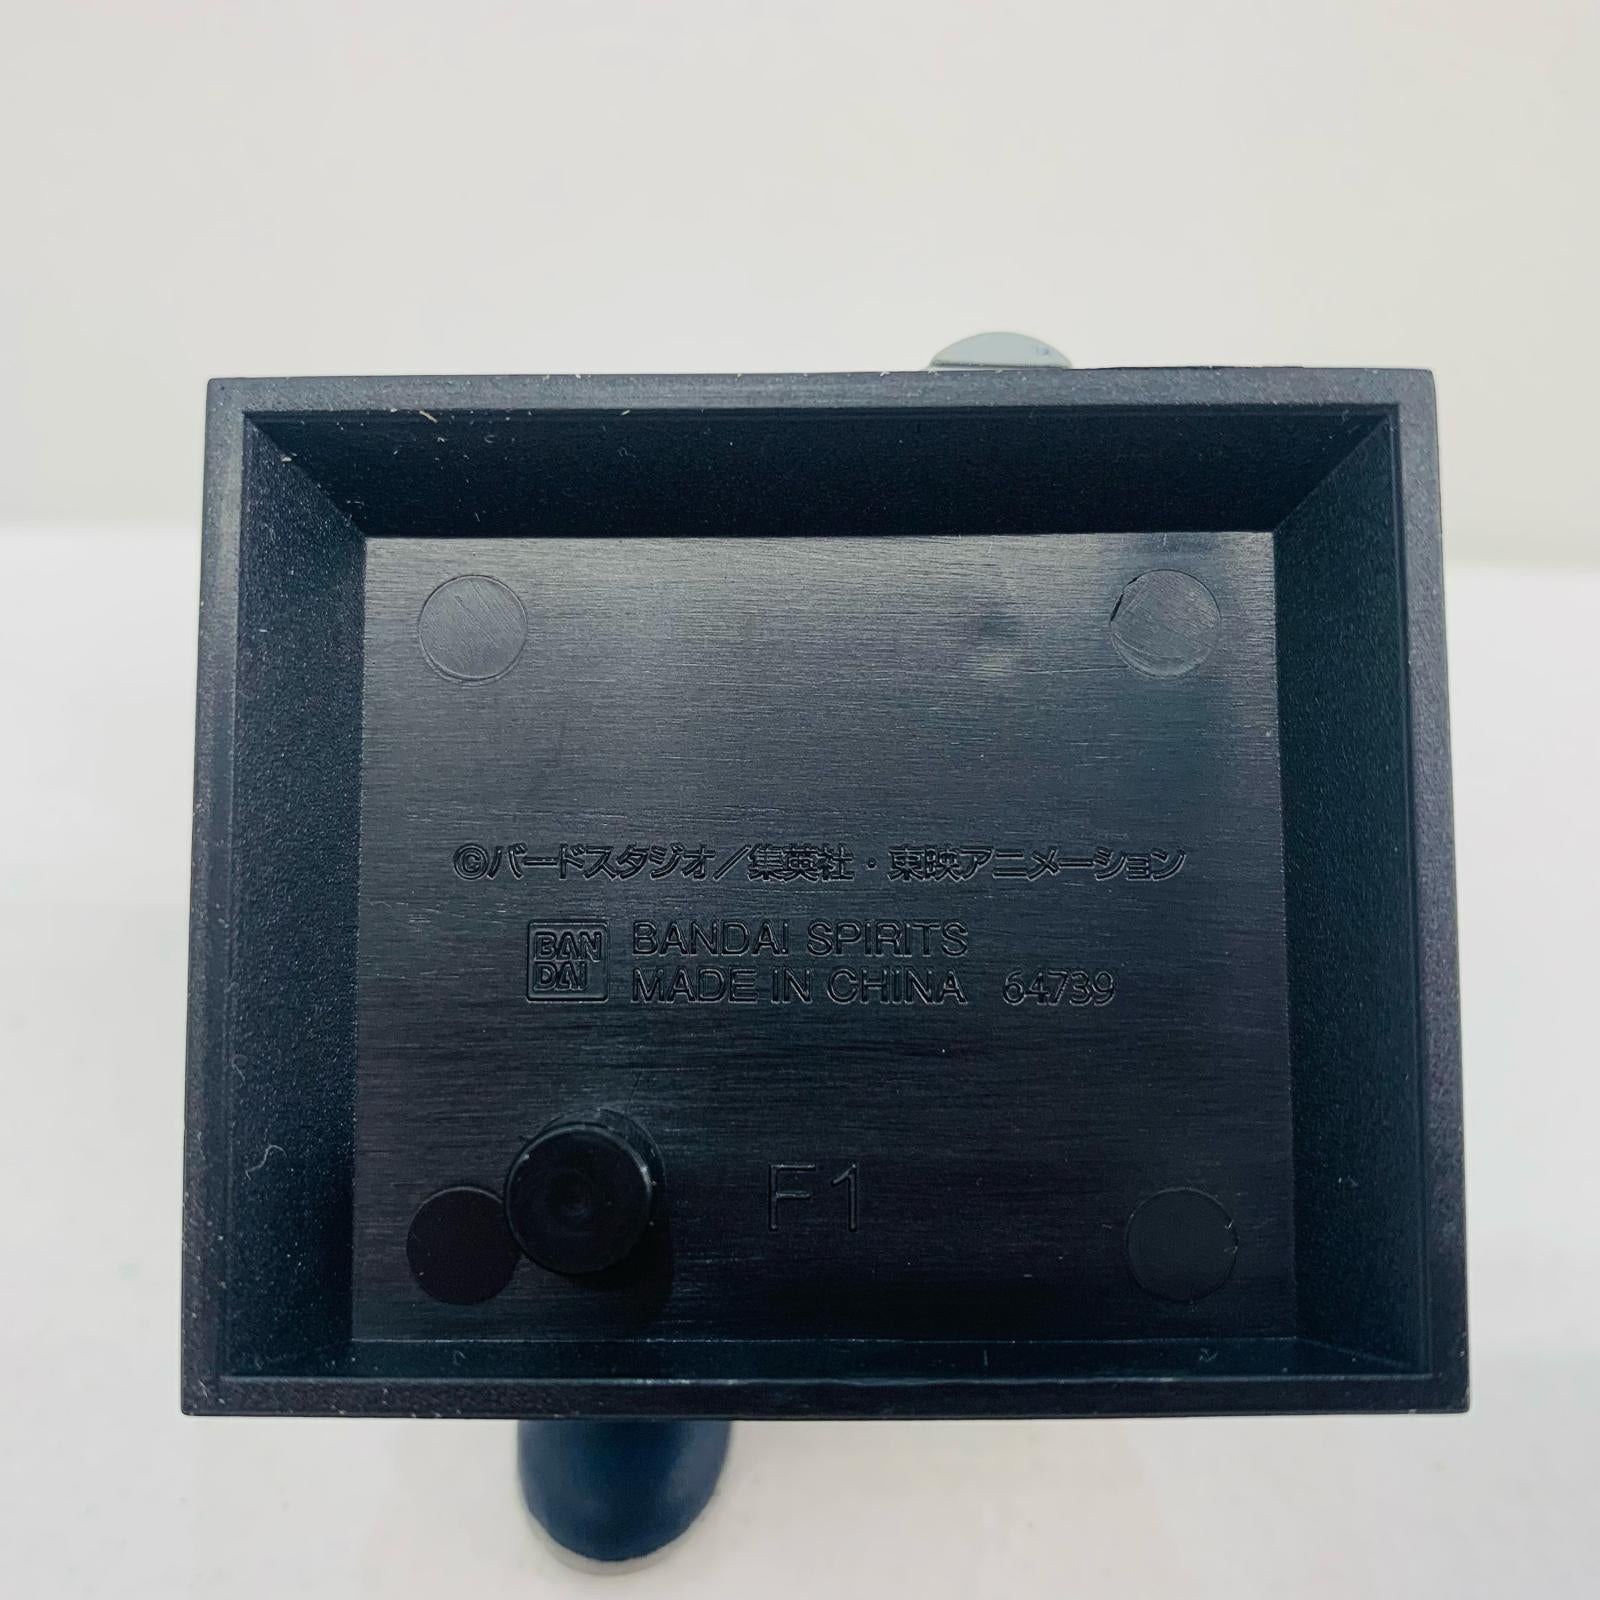 ©バードスタジオ／集英社・東映アニメーション
BAN
DAI
BANDAI SPIRITS
MADE IN CHINA 64739
F1